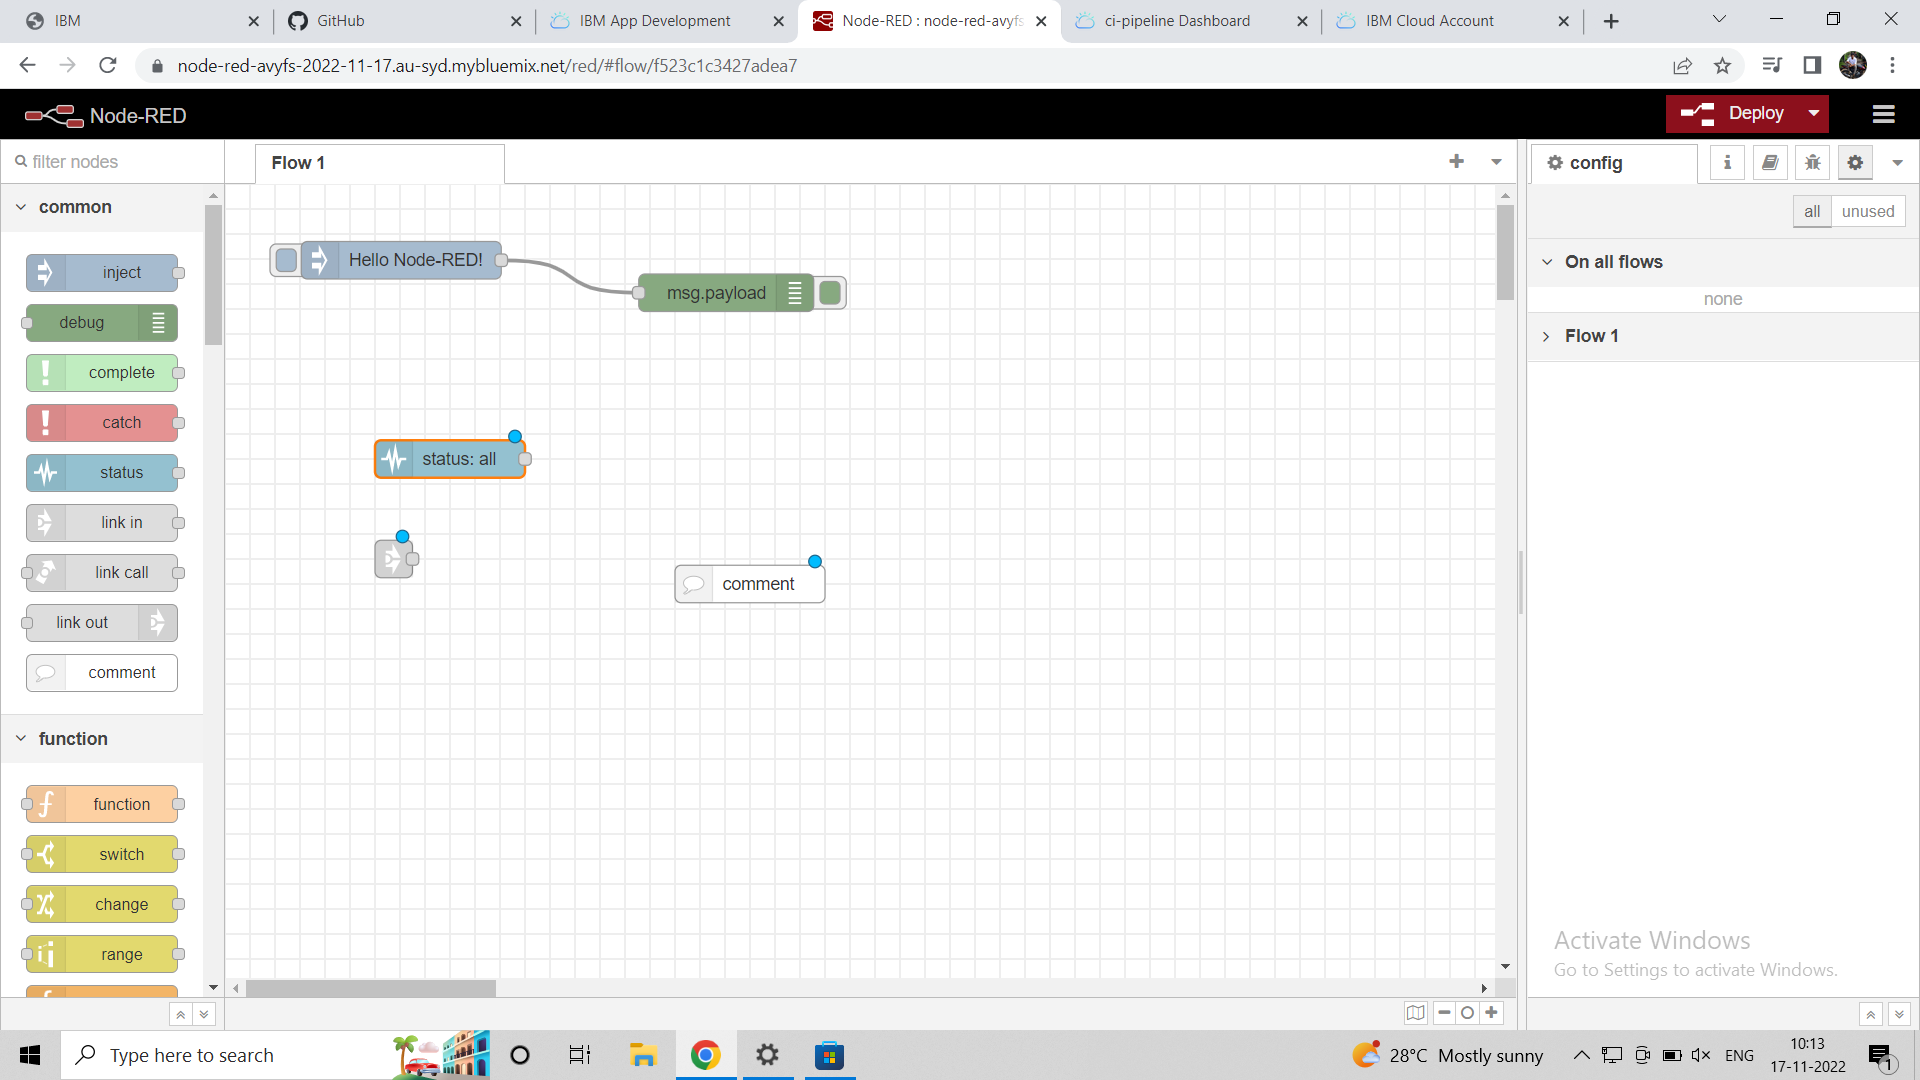 IBM
GitHub
IBM App Development
Node-RED : node-red-avyfs
ci-pipeline Dashboard
IBM Cloud Account
node-red-avyfs-2022-11-17.au-syd.mybluemix.net/red/#flow/f523c1c3427adea7
Node-RED
Deploy
filter nodes
Flow 1
config
all
unused
common
inject
debug
complete
catch
status
link in
link call
link out
comment
function
function
switch
change
range
Hello Node-RED!
msg.payload
status: all
comment
On all flows
none
Flow 1
Activate Windows
Go to Settings to activate Windows.
Type here to search
28°C Mostly sunny
ENG
10:13
17-11-2022
1